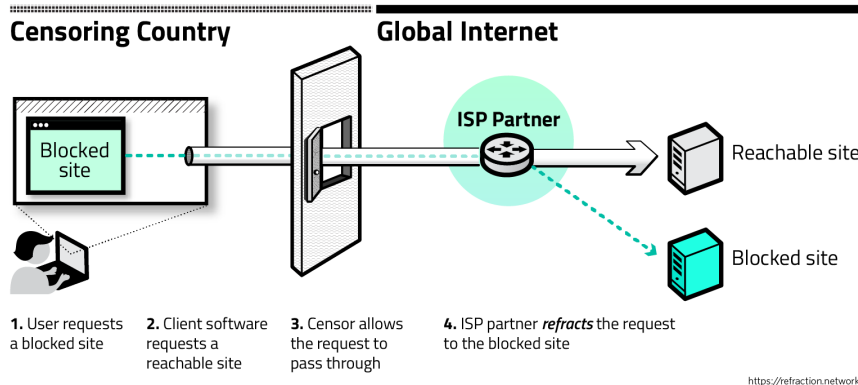 Censoring Country
Global Internet
Blocked
site
ISP Partner
Reachable site
Blocked site
1. User requests
a blocked site
2. Client software
requests a
reachable site
3. Censor allows
the request to
pass through
4. ISP partner refracts the request
to the blocked site
https://refraction.network